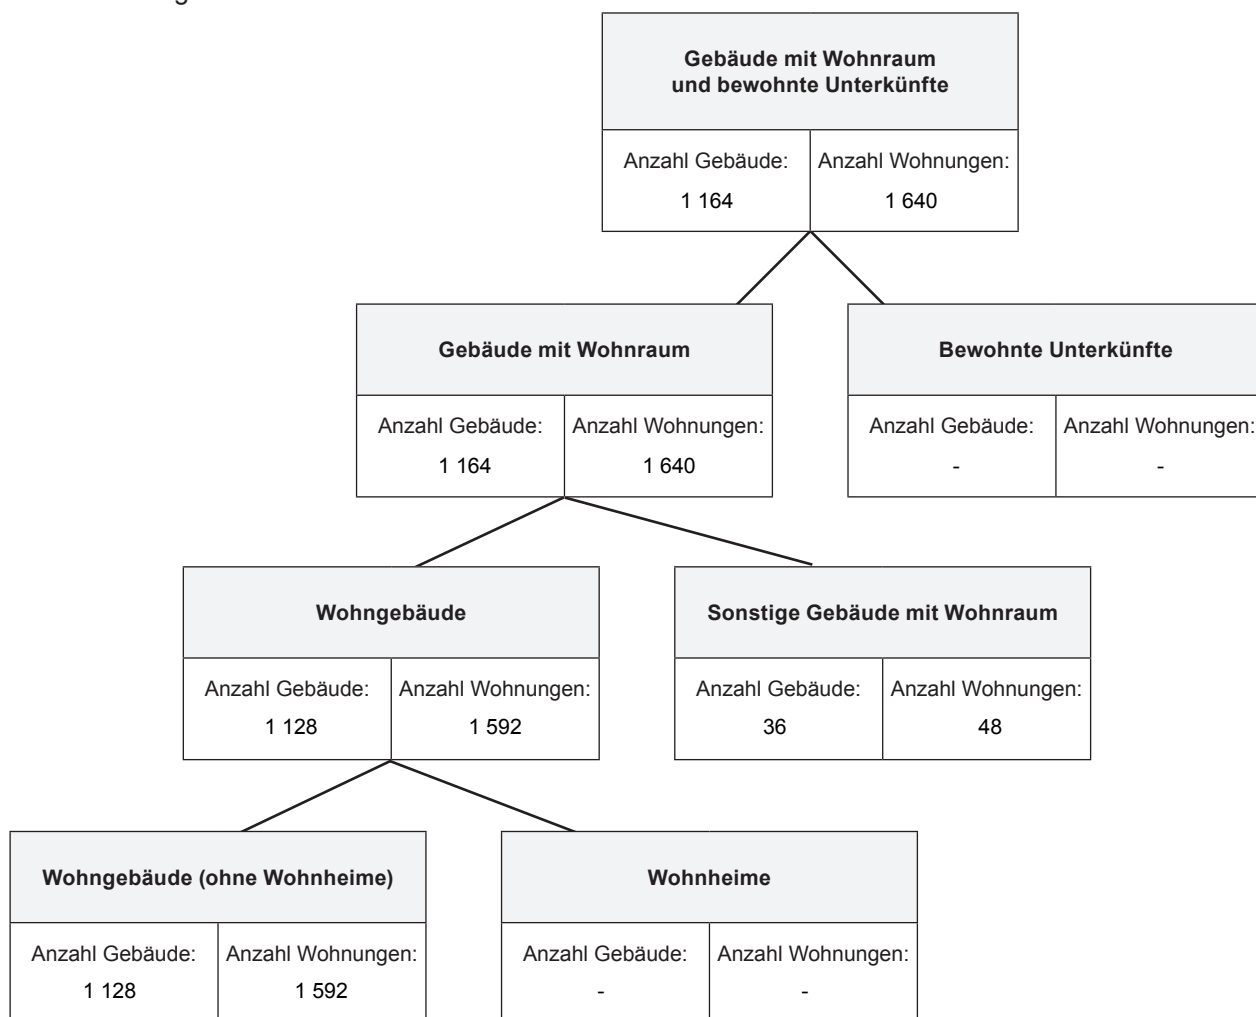 Gebäude mit Wohnraum
und bewohnte Unterkünfte
Anzahl Gebäude: Anzahl Wohnungen:
1 164 1 640
Gebäude mit Wohnraum
Anzahl Gebäude: Anzahl Wohnungen:
1 164 1 640
Bewohnte Unterkünfte
Anzahl Gebäude: Anzahl Wohnungen:
- -
Wohngebäude
Anzahl Gebäude: Anzahl Wohnungen:
1 128 1 592
Sonstige Gebäude mit Wohnraum
Anzahl Gebäude: Anzahl Wohnungen:
36 48
Wohngebäude (ohne Wohnheime)
Anzahl Gebäude: Anzahl Wohnungen:
1 128 1 592
Wohnheime
Anzahl Gebäude: Anzahl Wohnungen:
- -